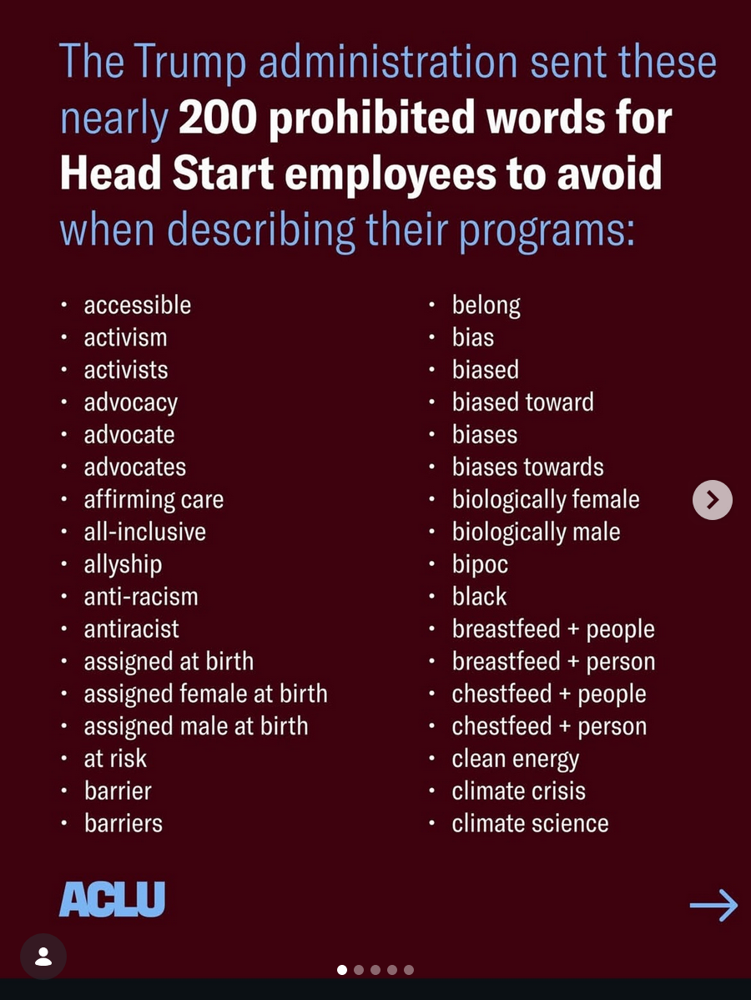 The Trump administration sent these
nearly 200 prohibited words for
Head Start employees to avoid
when describing their programs:
• accessible
• activism
• activists
• advocacy
• advocate
• advocates
• affirming care
• all-inclusive
• allyship
• anti-racism
• antiracist
• assigned at birth
• assigned female at birth
• assigned male at birth
• at risk
• barrier
• barriers
• belong
• bias
• biased
• biased toward
• biases
• biases towards
• biologically female
• biologically male
• bipoc
• black
• breastfeed + people
• breastfeed + person
• chestfeed + people
• chestfeed + person
• clean energy
• climate crisis
• climate science
ACLU